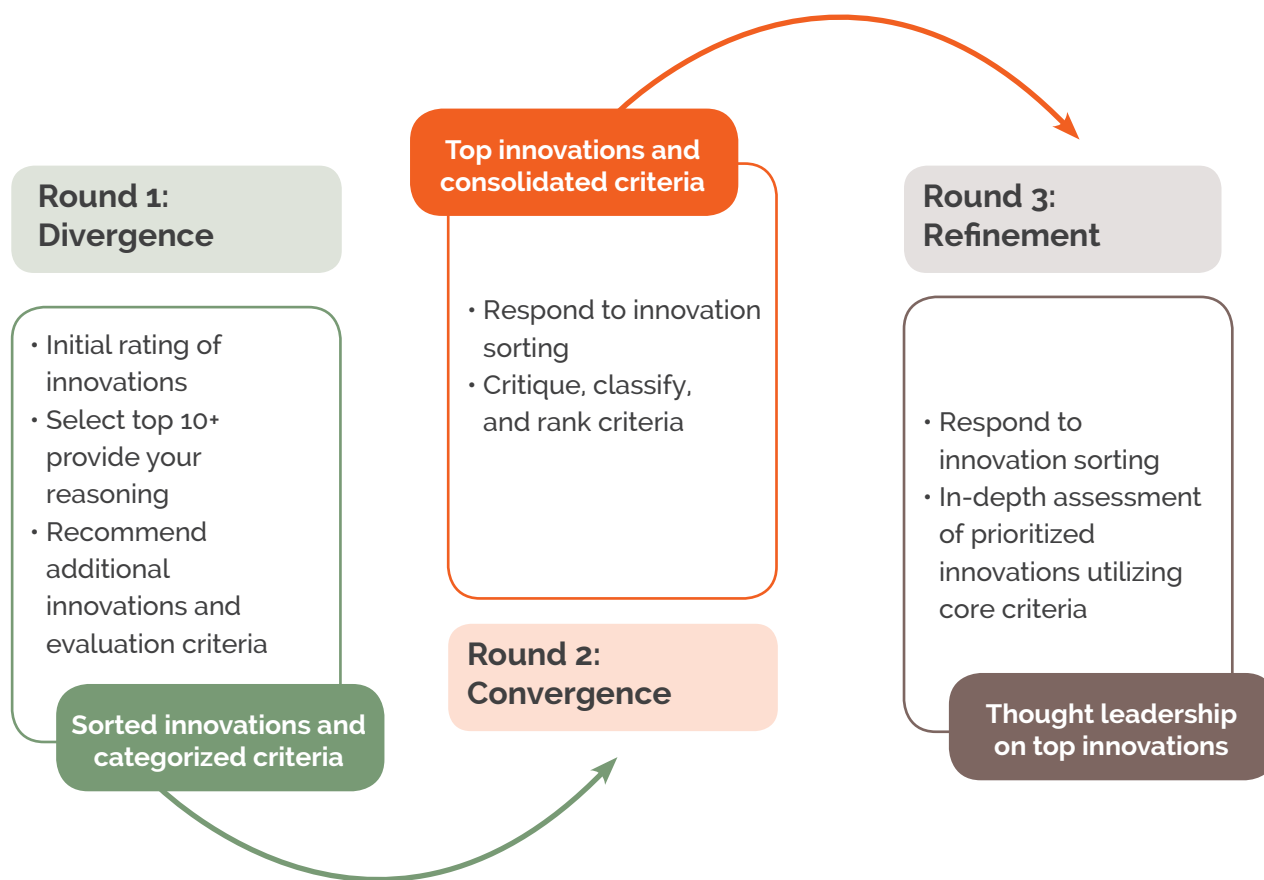 Round 1:
Divergence
• Initial rating of
innovations
• Select top 10+
provide your
reasoning
• Recommend
additional
innovations and
evaluation criteria
Sorted innovations and
categorized criteria
Top innovations and
consolidated criteria
• Respond to innovation
sorting
• Critique, classify,
and rank criteria
Round 2:
Convergence
Round 3:
Refinement
• Respond to
innovation sorting
• In-depth assessment
of prioritized
innovations utilizing
core criteria
Thought leadership
on top innovations